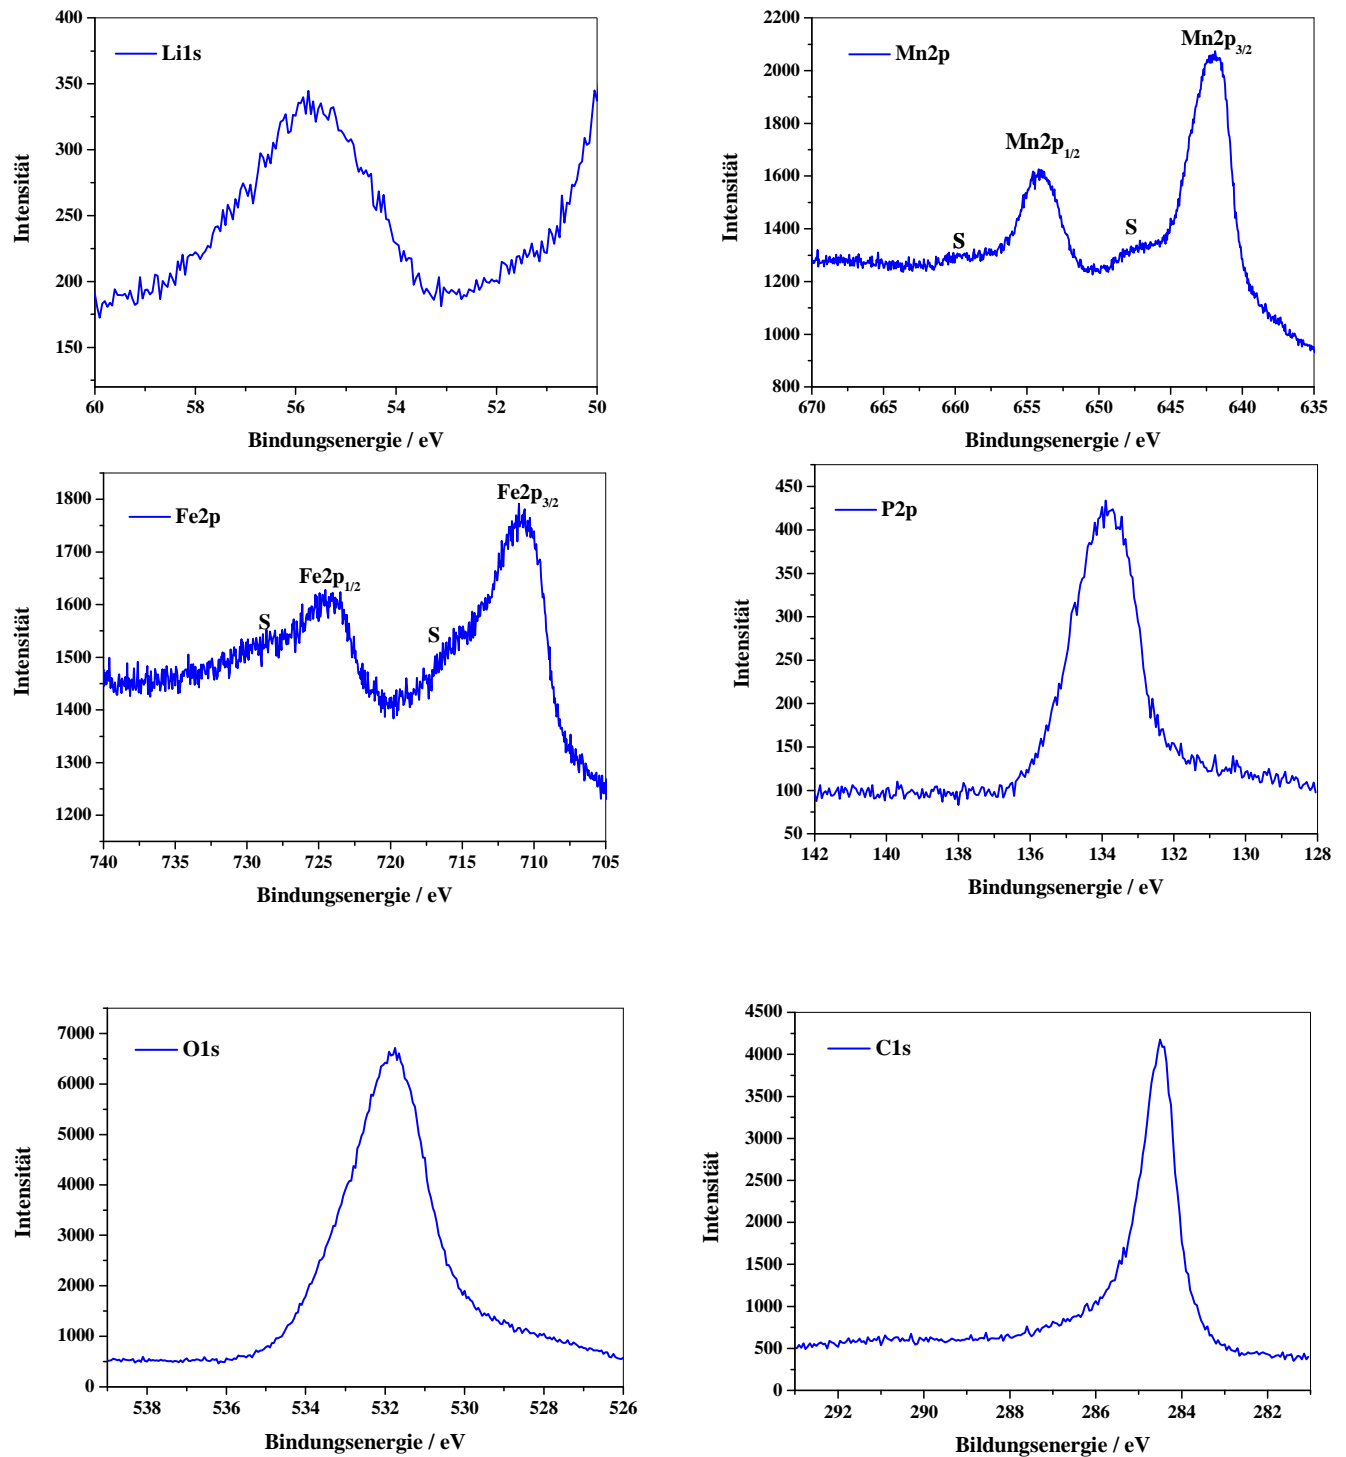 Li1s
400
350
300
250
200
150
60 58 56 54 52 50
Intensität
Bindungsenergie / eV
Mn2p
Mn2p3/2
Mn2p1/2
S
S
2200
2000
1800
1600
1400
1200
1000
800
670 665 660 655 650 645 640 635
Intensität
Bindungsenergie / eV
Fe2p
Fe2p3/2
Fe2p1/2
S
S
1800
1700
1600
1500
1400
1300
1200
740 735 730 725 720 715 710 705
Intensität
Bindungsenergie / eV
P2p
450
400
350
300
250
200
150
100
50
142 140 138 136 134 132 130 128
Intensität
Bindungsenergie / eV
O1s
7000
6000
5000
4000
3000
2000
1000
0
538 536 534 532 530 528 526
Intensität
Bindungsenergie / eV
C1s
4500
4000
3500
3000
2500
2000
1500
1000
500
0
292 290 288 286 284 282
Intensität
Bildungsenergie / eV